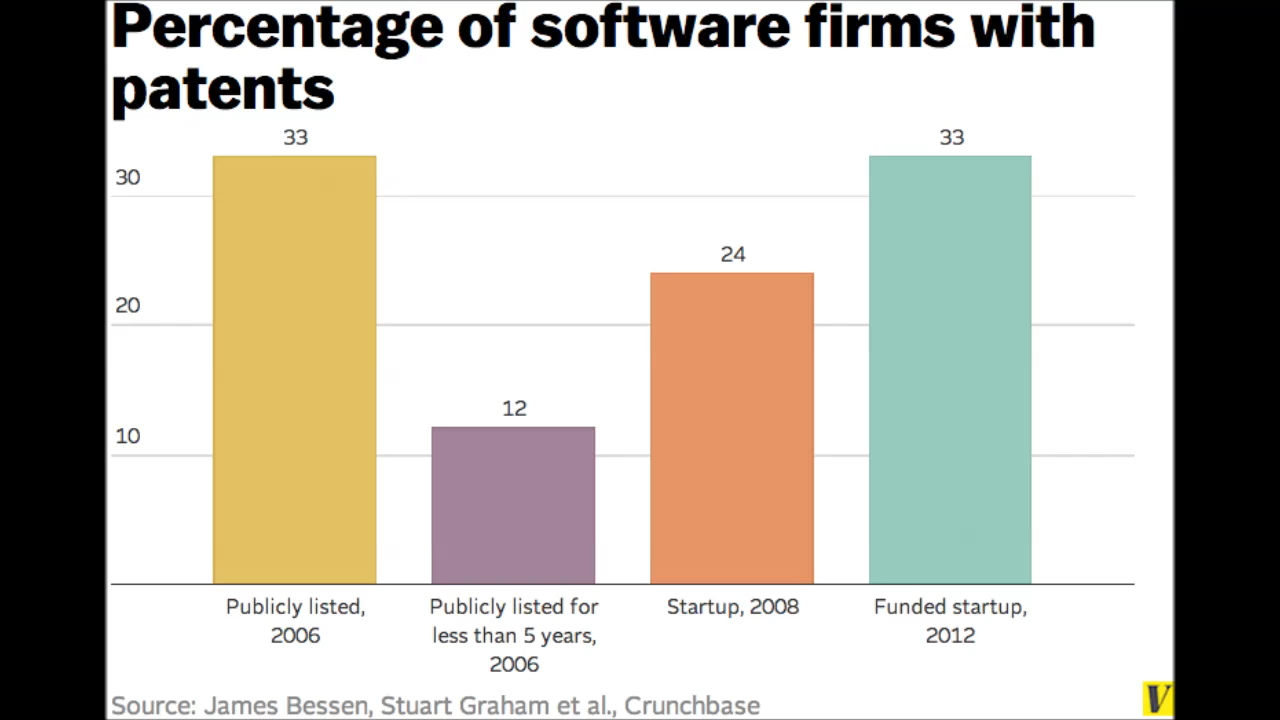 Percentage of software firms with
patents
33
33
30
24
20
12
10
Publicly listed,
2006
Publicly listed for
less than 5 years,
2006
Startup, 2008
Funded startup,
2012
Source: James Bessen, Stuart Graham et al., Crunchbase
V